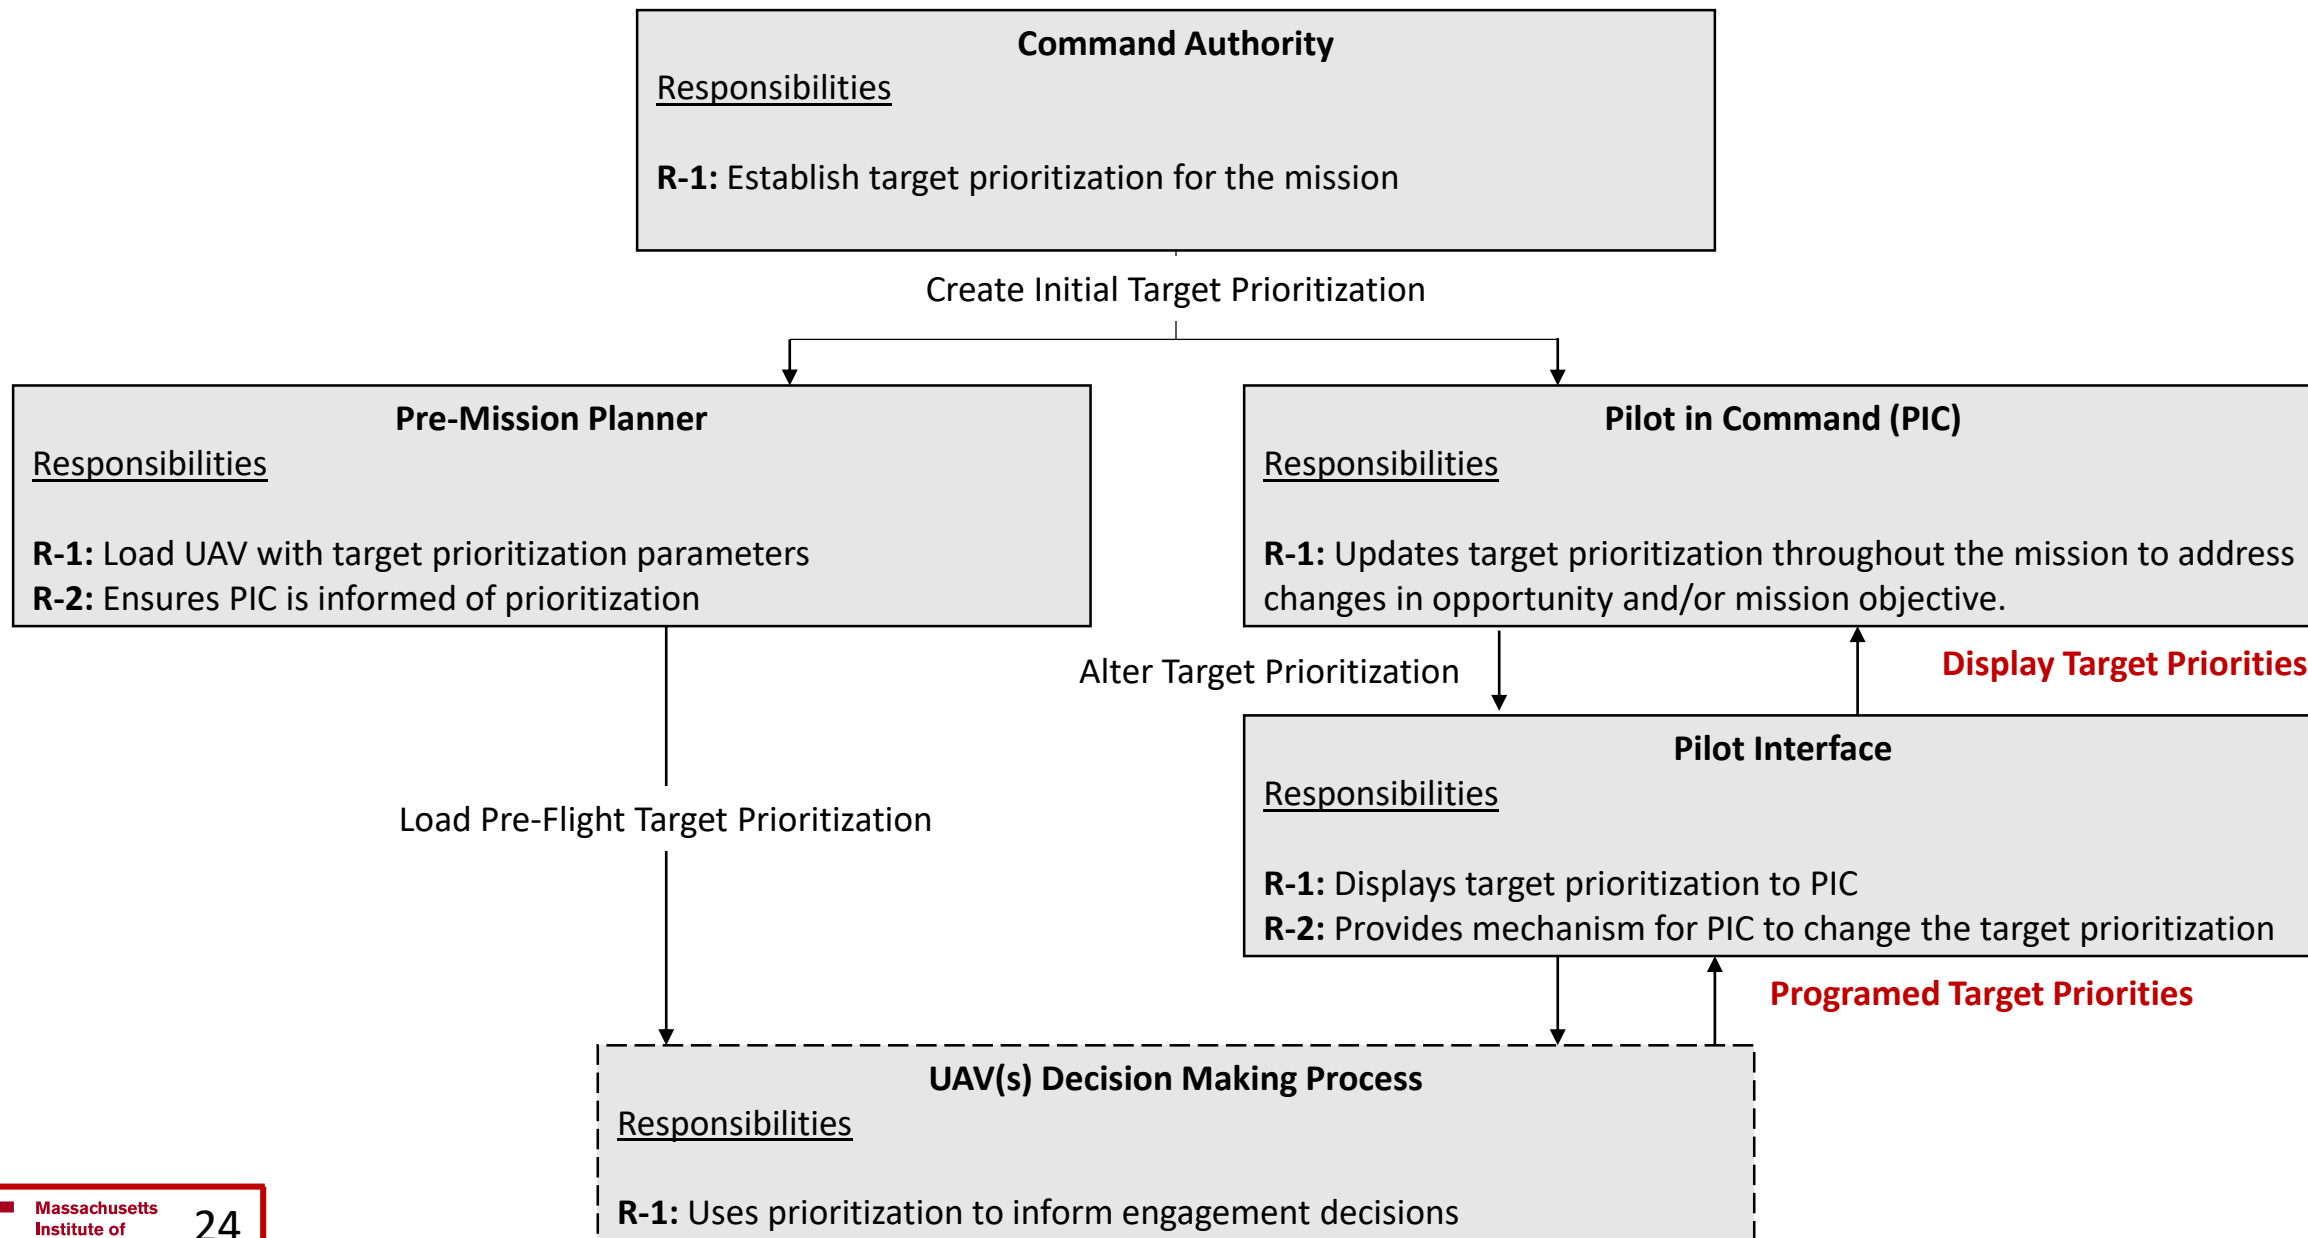 Command Authority
Responsibilities
R-1: Establish target prioritization for the mission
Create Initial Target Prioritization
Pre-Mission Planner
Responsibilities
R-1: Load UAV with target prioritization parameters
R-2: Ensures PIC is informed of prioritization
Pilot in Command (PIC)
Responsibilities
R-1: Updates target prioritization throughout the mission to address
changes in opportunity and/or mission objective.
Alter Target Prioritization
Display Target Priorities
Load Pre-Flight Target Prioritization
Pilot Interface
Responsibilities
R-1: Displays target prioritization to PIC
R-2: Provides mechanism for PIC to change the target prioritization
Programed Target Priorities
UAV(s) Decision Making Process
Responsibilities
R-1: Uses prioritization to inform engagement decisions
Massachusetts
Institute of
24